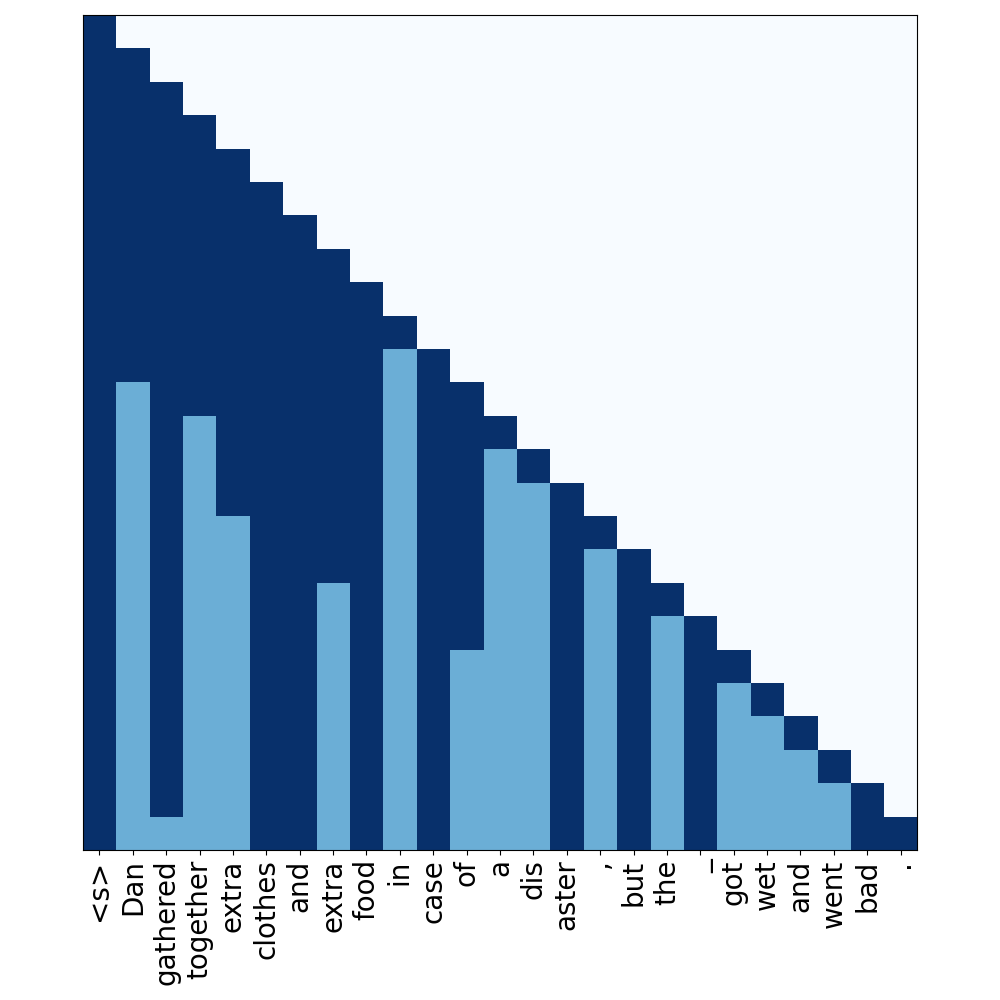 <s> Dan gathered together extra clothes and extra food in case of a dis aster , but the _ got wet and went bad .